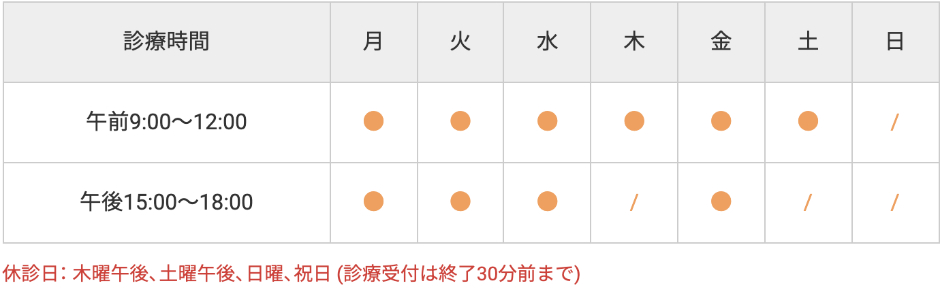 診療時間 月 火 水 木 金 土 日
午前9:00〜12:00 ● ● ● ● ● ● /
午後15:00〜18:00 ● ● ● / ● / /
休診日: 木曜午後、土曜午後、日曜、祝日 (診療受付は終了30分前まで)